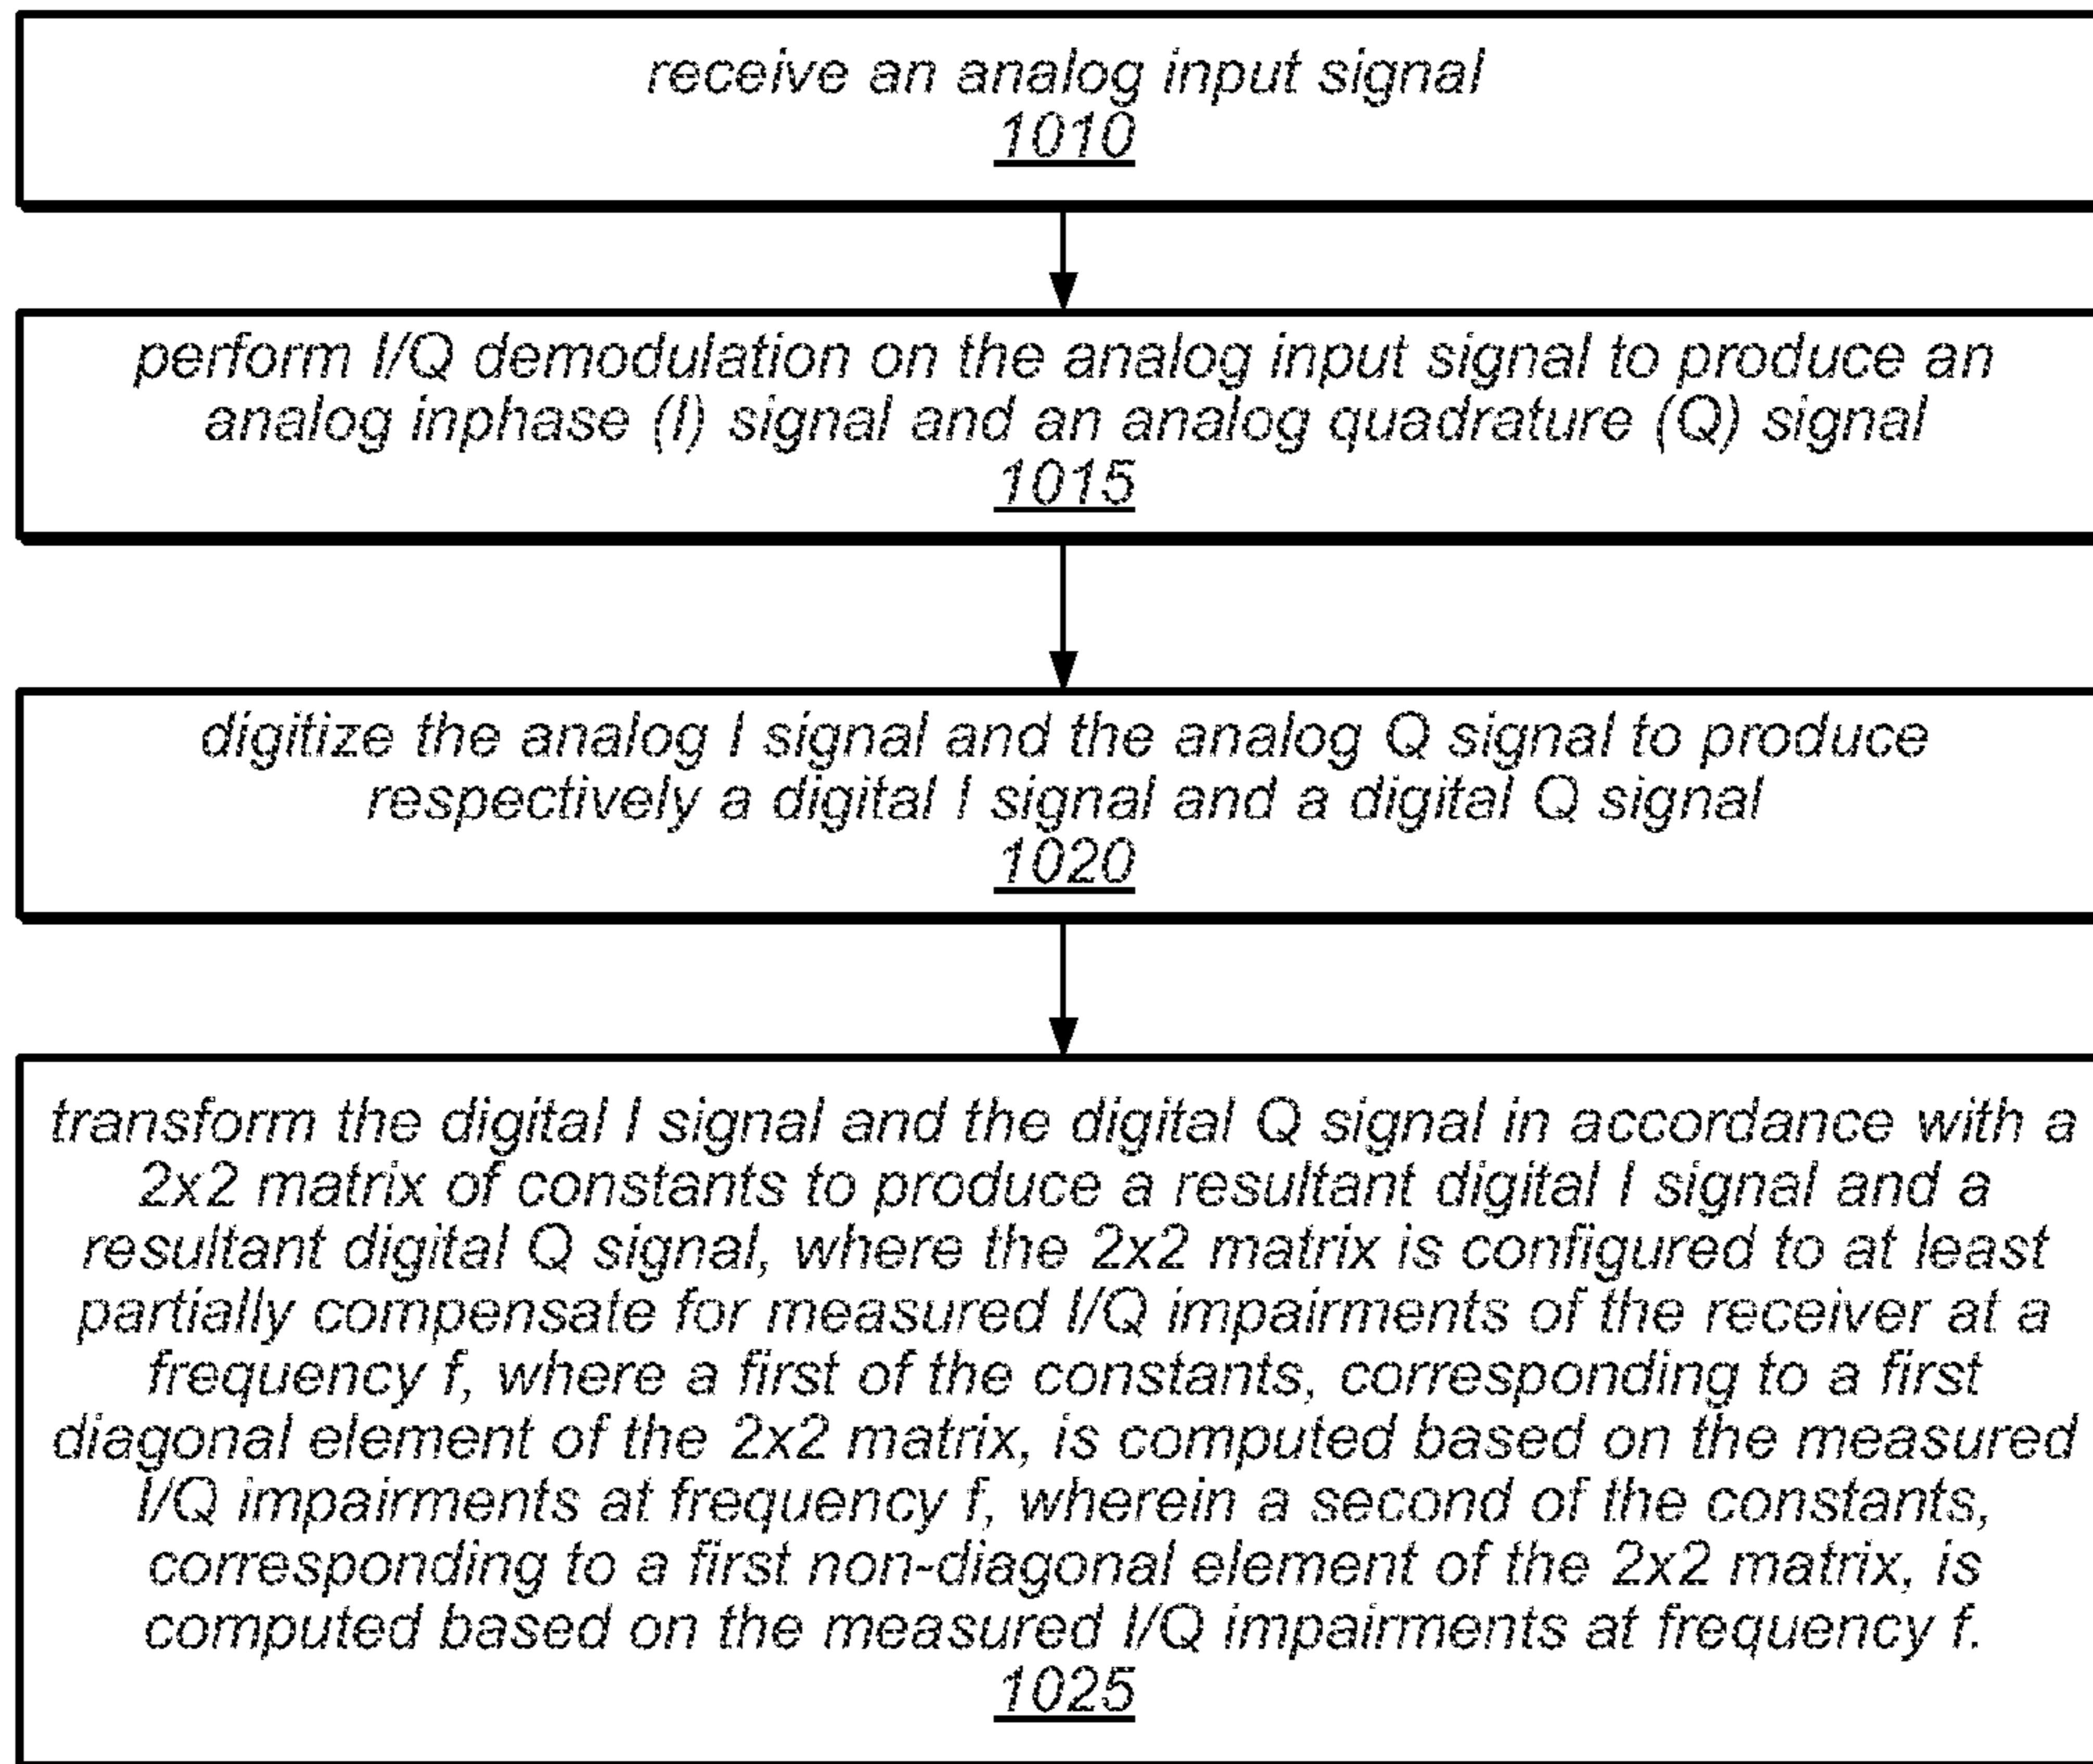 receive an analog input signal
1010
perform I/Q demodulation on the analog input signal to produce an
analog inphase (I) signal and an analog quadrature (Q) signal
1015
digitize the analog I signal and the analog Q signal to produce
respectively a digital I signal and a digital Q signal
1020
transform the digital I signal and the digital Q signal in accordance with a
2x2 matrix of constants to produce a resultant digital I signal and a
resultant digital Q signal, where the 2x2 matrix is configured to at least
partially compensate for measured I/Q impairments of the receiver at a
frequency f, where a first of the constants, corresponding to a first
diagonal element of the 2x2 matrix, is computed based on the measured
I/Q impairments at frequency f, wherein a second of the constants,
corresponding to a first non-diagonal element of the 2x2 matrix, is
computed based on the measured I/Q impairments at frequency f.
1025